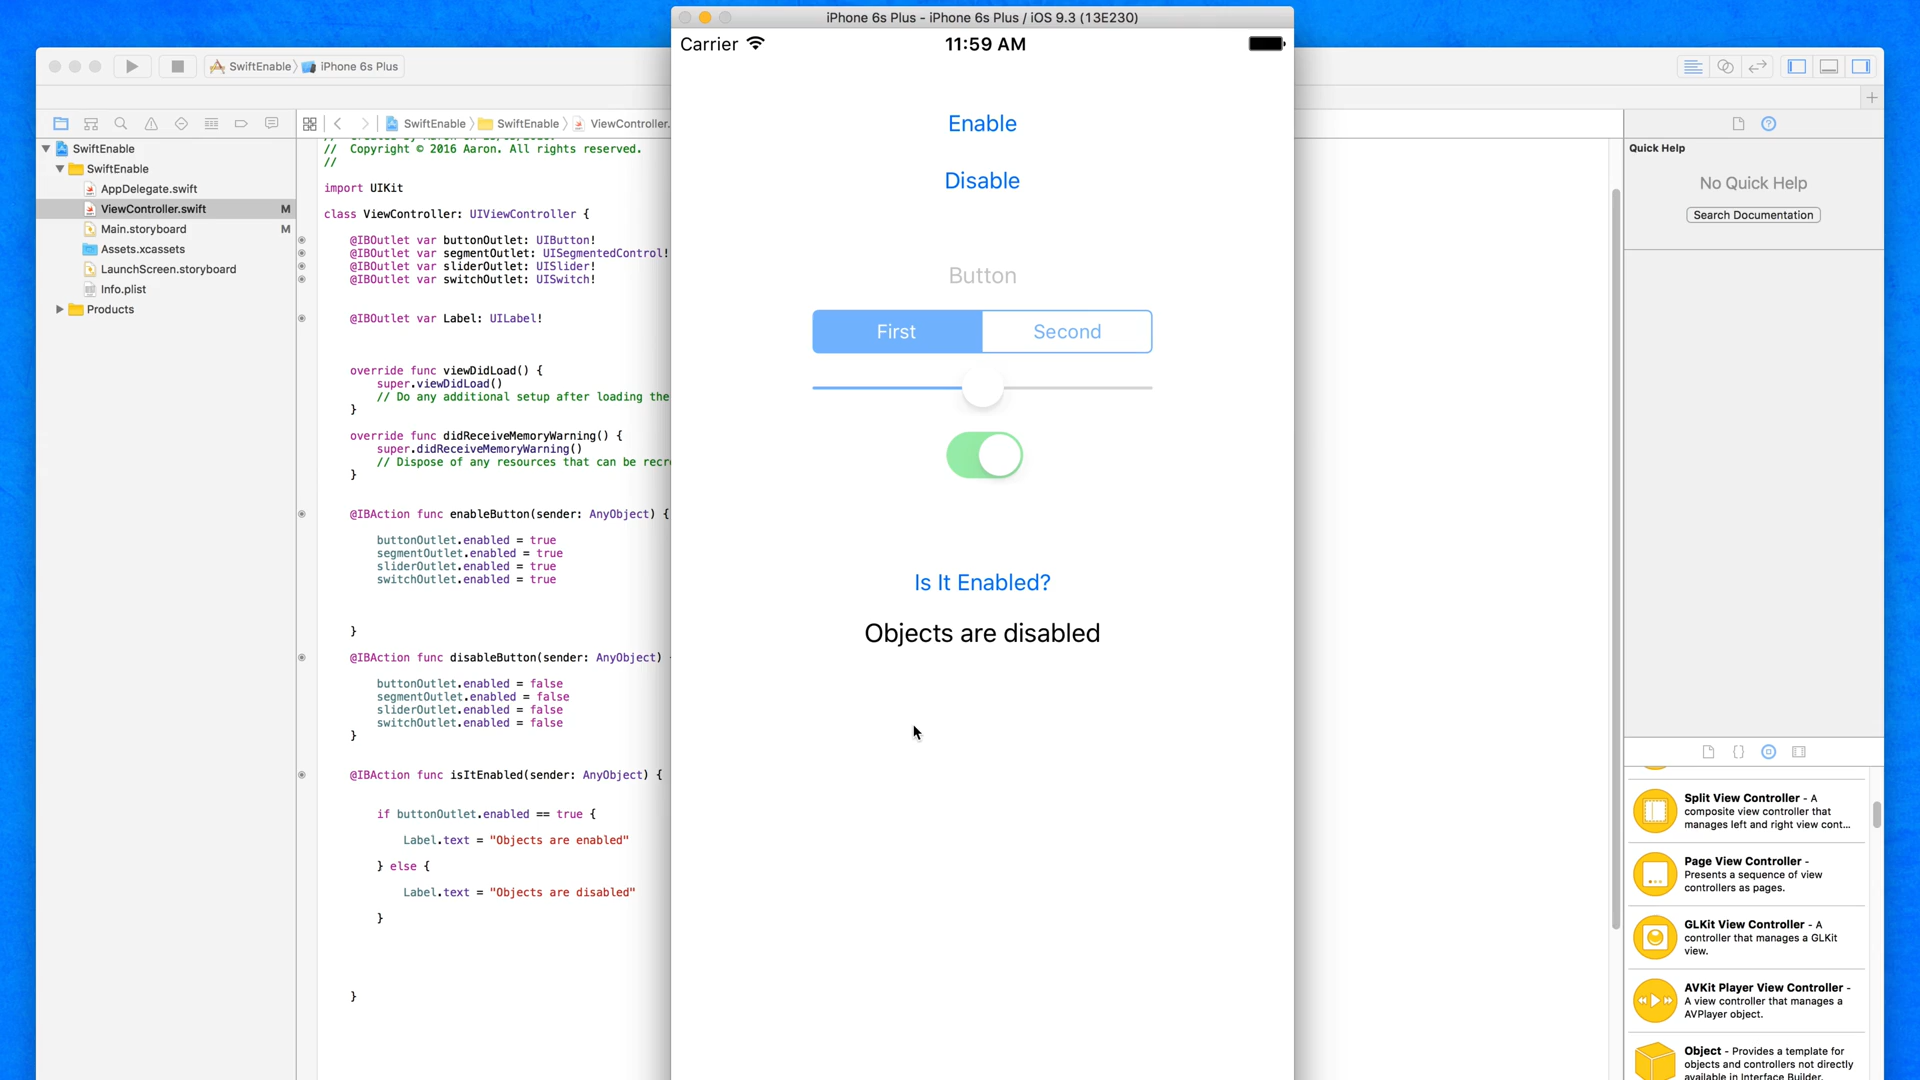 iPhone 6s Plus - iPhone 6s Plus / iOS 9.3 (13E230)
Carrier
11:59 AM
SwiftEnable
iPhone 6s Plus
SwiftEnable
SwiftEnable
AppDelegate.swift
ViewController.swift M
Main.storyboard M
Assets.xcassets
LaunchScreen.storyboard
Info.plist
Products
SwiftEnable
SwiftEnable
ViewController.
// Copyright © 2016 Aaron. All rights reserved.
//
import UIKit
class ViewController: UIViewController {
@IBOutlet var buttonOutlet: UIButton!
@IBOutlet var segmentOutlet: UISegmentedControl!
@IBOutlet var sliderOutlet: UISlider!
@IBOutlet var switchOutlet: UISwitch!
@IBOutlet var Label: UILabel!
override func viewDidLoad() {
super.viewDidLoad()
// Do any additional setup after loading the
}
override func didReceiveMemoryWarning() {
super.didReceiveMemoryWarning()
// Dispose of any resources that can be recr
}
@IBAction func enableButton(sender: AnyObject) {
buttonOutlet.enabled = true
segmentOutlet.enabled = true
sliderOutlet.enabled = true
switchOutlet.enabled = true
}
@IBAction func disableButton(sender: AnyObject)
buttonOutlet.enabled = false
segmentOutlet.enabled = false
sliderOutlet.enabled = false
switchOutlet.enabled = false
}
@IBAction func isItEnabled(sender: AnyObject) {
if buttonOutlet.enabled == true {
Label.text = "Objects are enabled"
} else {
Label.text = "Objects are disabled"
}
}
Enable
Disable
Button
First
Second
Is It Enabled?
Objects are disabled
Quick Help
No Quick Help
Search Documentation
{}
Split View Controller - A
composite view controller that
manages left and right view cont...
Page View Controller -
Presents a sequence of view
controllers as pages.
GLKit View Controller - A
controller that manages a GLKit
view.
AVKit Player View Controller -
A view controller that manages a
AVPlayer object.
Object - Provides a template for
objects and controllers not directly
available in Interface Builder.